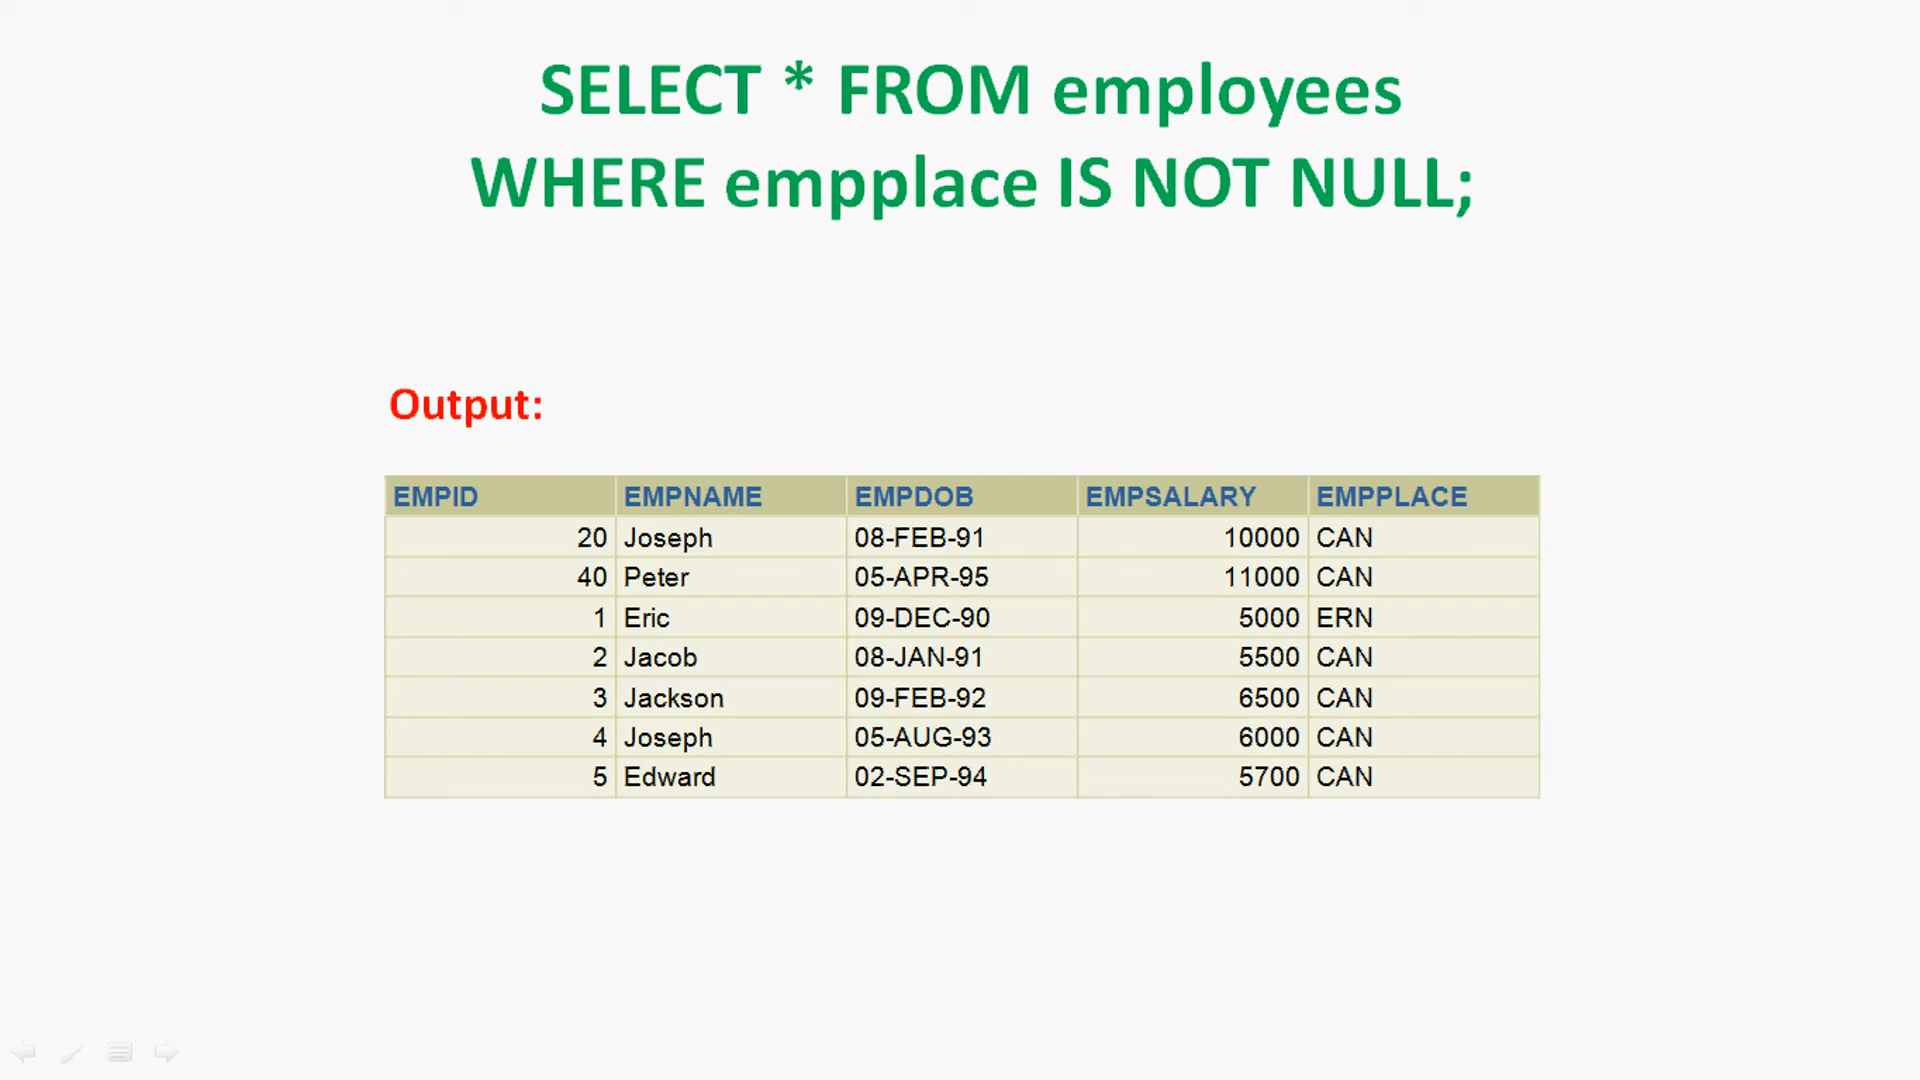 SELECT * FROM employees
WHERE empplace IS NOT NULL;
Output:
EMPID EMPNAME EMPDOB EMPSALARY EMPPLACE
20 Joseph 08-FEB-91 10000 CAN
40 Peter 05-APR-95 11000 CAN
1 Eric 09-DEC-90 5000 ERN
2 Jacob 08-JAN-91 5500 CAN
3 Jackson 09-FEB-92 6500 CAN
4 Joseph 05-AUG-93 6000 CAN
5 Edward 02-SEP-94 5700 CAN